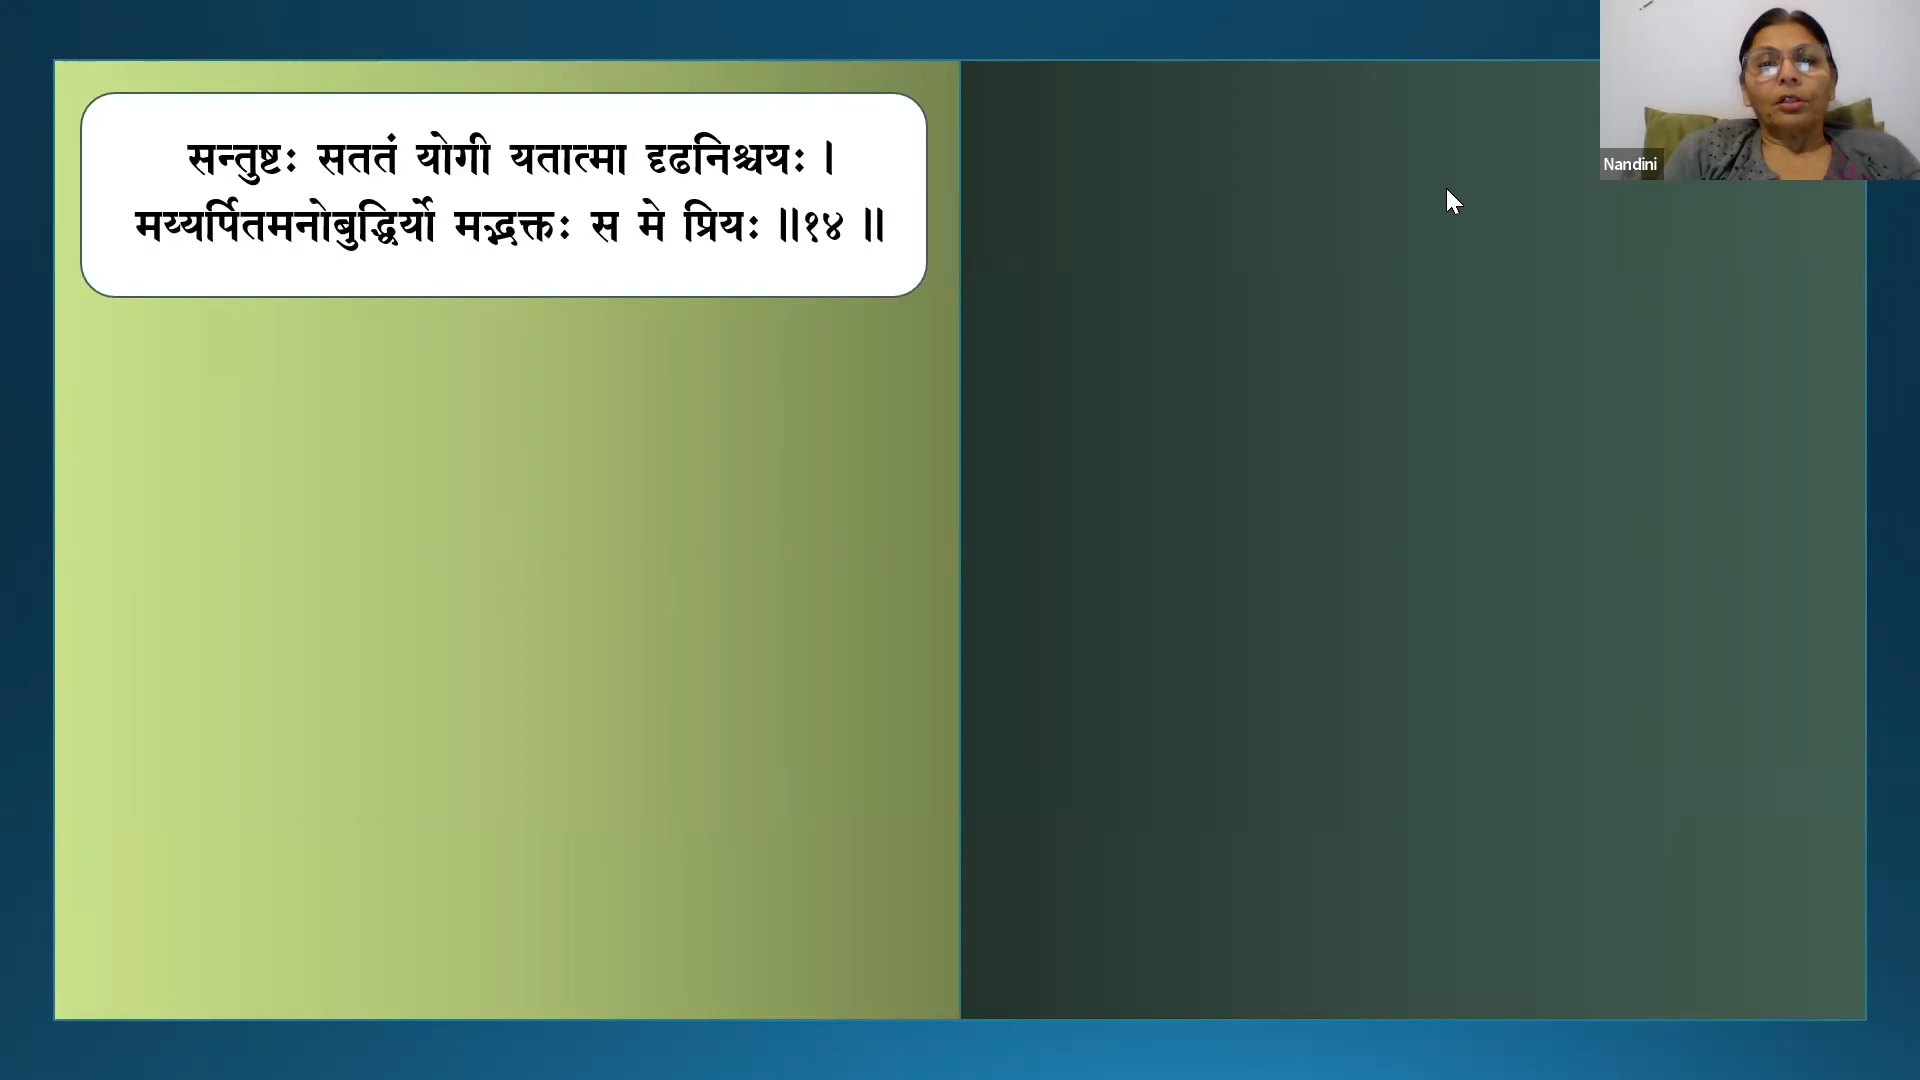 सन्तुष्टः सततं योगी यतात्मा दृढनिश्चयः ।
मय्यर्पितमनोबुद्धिर्यो मद्भक्तः स मे प्रियः ॥१४ ॥
Nandini